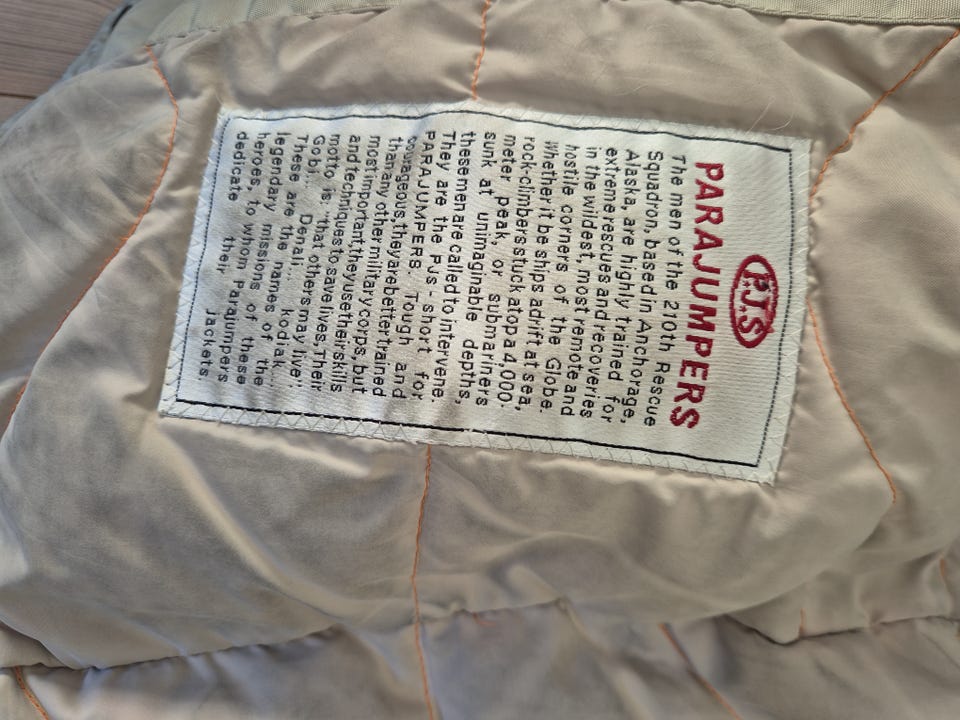 P.J.S
PARAJUMPERS
The men of the 210th Rescue
Squadron, based in Anchorage,
Alaska, are highly trained for
extreme rescues and recoveries
in the wildest, most remote and
hostile corners of the Globe.
Whether it be ships adrift at sea,
rock-climbers stuck atop a 4,000-
meter peak, or submariners
sunk at unimaginable depths,
these men are called to intervene.
They are the PJs - short for
PARAJUMPERS. Tough and
courageous, they are better trained
than any other military corps, but
most important, they use their skills
and techniques to save lives. Their
motto is: "that others may live".
Gobi... Denali... kodiak...
These are the names of the
legendary missions of these
heroes, to whom Parajumpers
dedicate their jackets